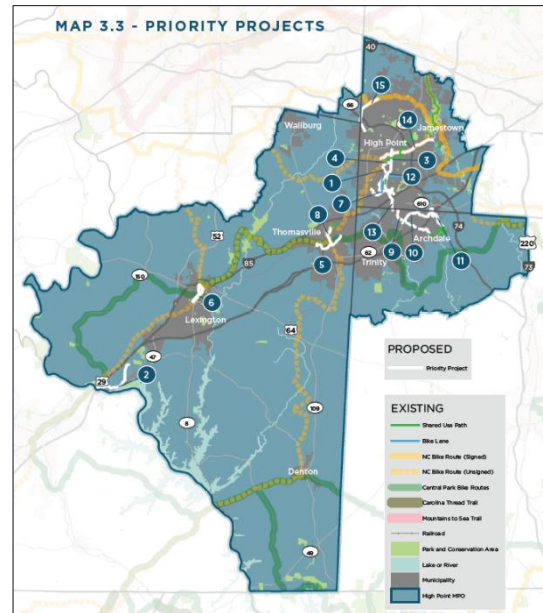 MAP 3.3 - PRIORITY PROJECTS
40
15
66
14
Wallburg
Jamestown
High Point
4
3
1
12
7
610
8
52
Thomasville
13
74
Archdale
220
85
62
5
Trinity
9
10
11
73
150
6
Lexington
64
47
2
29
8
109
Denton
49
PROPOSED
Priority Project
EXISTING
Shared Use Path
Bike Lane
NC Bike Route (Signed)
NC Bike Route (Unsigned)
Central Park Bike Routes
Carolina Thread Trail
Mountains to Sea Trail
Railroad
Park and Conservation Area
Lake or River
Municipality
High Point MPO